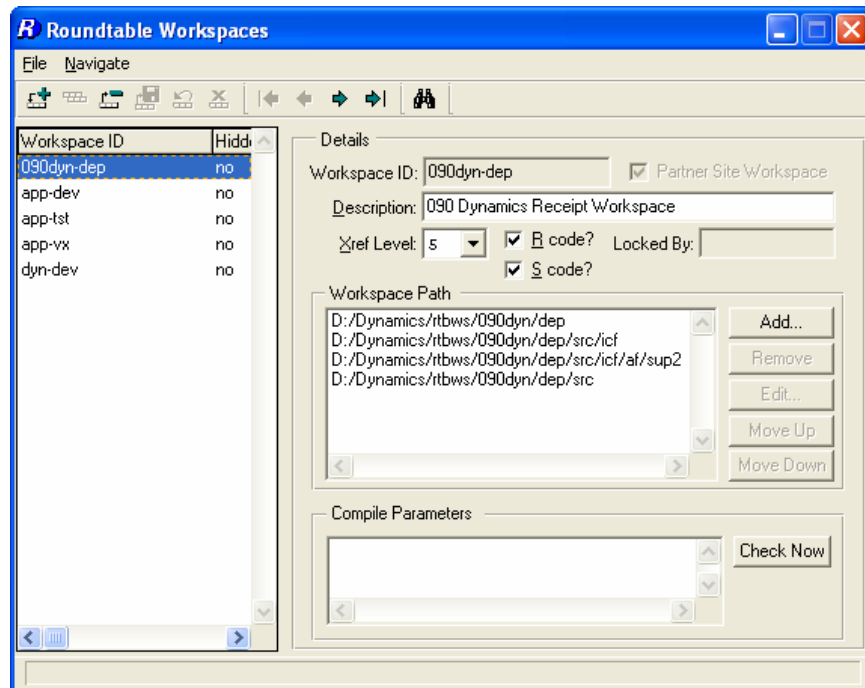 R Roundtable Workspaces
File Navigate
Workspace ID Hidd
090dyn-dep no
app-dev no
app-tst no
app-vx no
dyn-dev no
Details
Workspace ID: 090dyn-dep Partner Site Workspace
Description: 090 Dynamics Receipt Workspace
Xref Level: 5 R code? Locked By:
S code?
Workspace Path
D:/Dynamics/rtbws/090dyn/dep
D:/Dynamics/rtbws/090dyn/dep/src/icf
D:/Dynamics/rtbws/090dyn/dep/src/icf/af/sup2
D:/Dynamics/rtbws/090dyn/dep/src
Add...
Remove
Edit...
Move Up
Move Down
Compile Parameters
Check Now